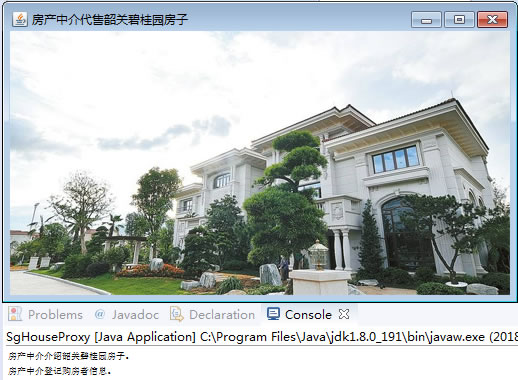 房产中介代售韶关碧桂园房子
Problems @ Javadoc Declaration Console
SgHouseProxy [Java Application] C:\Program Files\Java\jdk1.8.0_191\bin\javaw.exe (2018
房产中介介绍韶关碧桂园房子。
房产中介登记购房者信息。